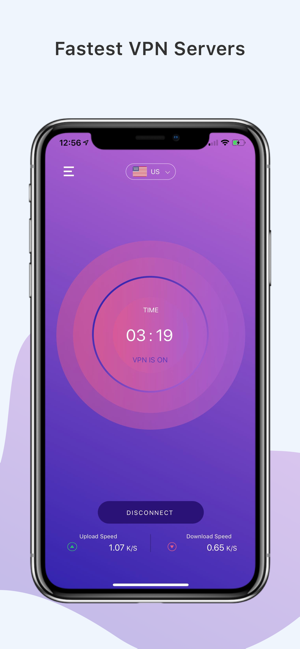 Fastest VPN Servers
12:56
US
TIME
03 : 19
VPN IS ON
DISCONNECT
Upload Speed
Download Speed
1.07 K/S
0.65 K/S